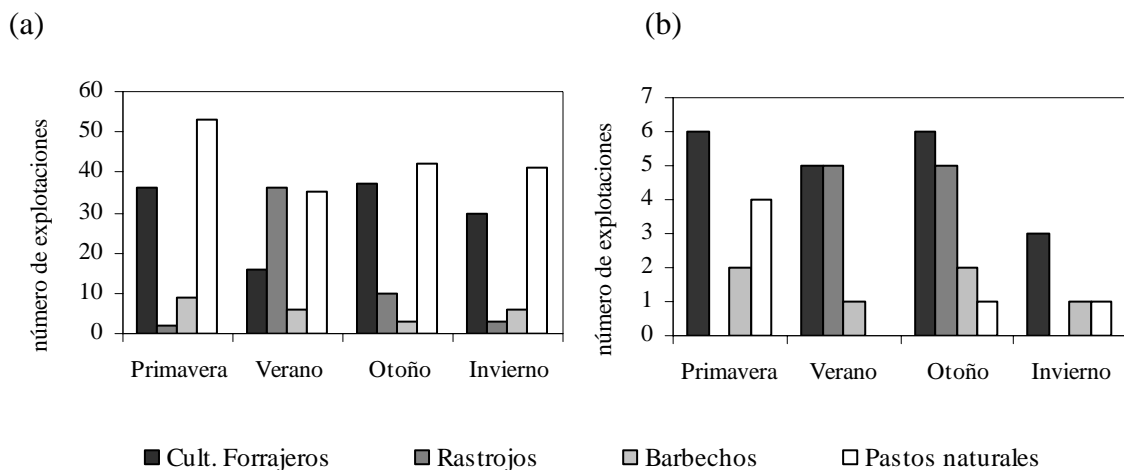 (a)
(b)
número de explotaciones
60
50
40
30
20
10
0
Primavera Verano Otoño Invierno
número de explotaciones
7
6
5
4
3
2
1
0
Primavera Verano Otoño Invierno
Cult. Forrajeros Rastrojos Barbechos Pastos naturales